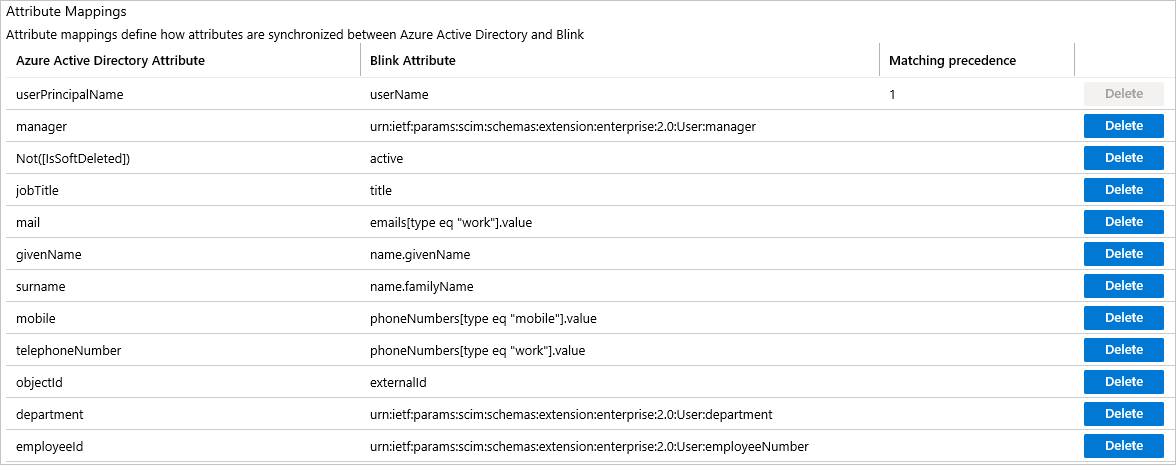 Attribute Mappings
Attribute mappings define how attributes are synchronized between Azure Active Directory and Blink
Azure Active Directory Attribute Blink Attribute Matching precedence
userPrincipalName userName 1 Delete
manager urn:ietf:params:scim:schemas:extension:enterprise:2.0:User:manager Delete
Not([IsSoftDeleted]) active Delete
jobTitle title Delete
mail emails[type eq "work"].value Delete
givenName name.givenName Delete
surname name.familyName Delete
mobile phoneNumbers[type eq "mobile"].value Delete
telephoneNumber phoneNumbers[type eq "work"].value Delete
objectId externalId Delete
department urn:ietf:params:scim:schemas:extension:enterprise:2.0:User:department Delete
employeeId urn:ietf:params:scim:schemas:extension:enterprise:2.0:User:employeeNumber Delete